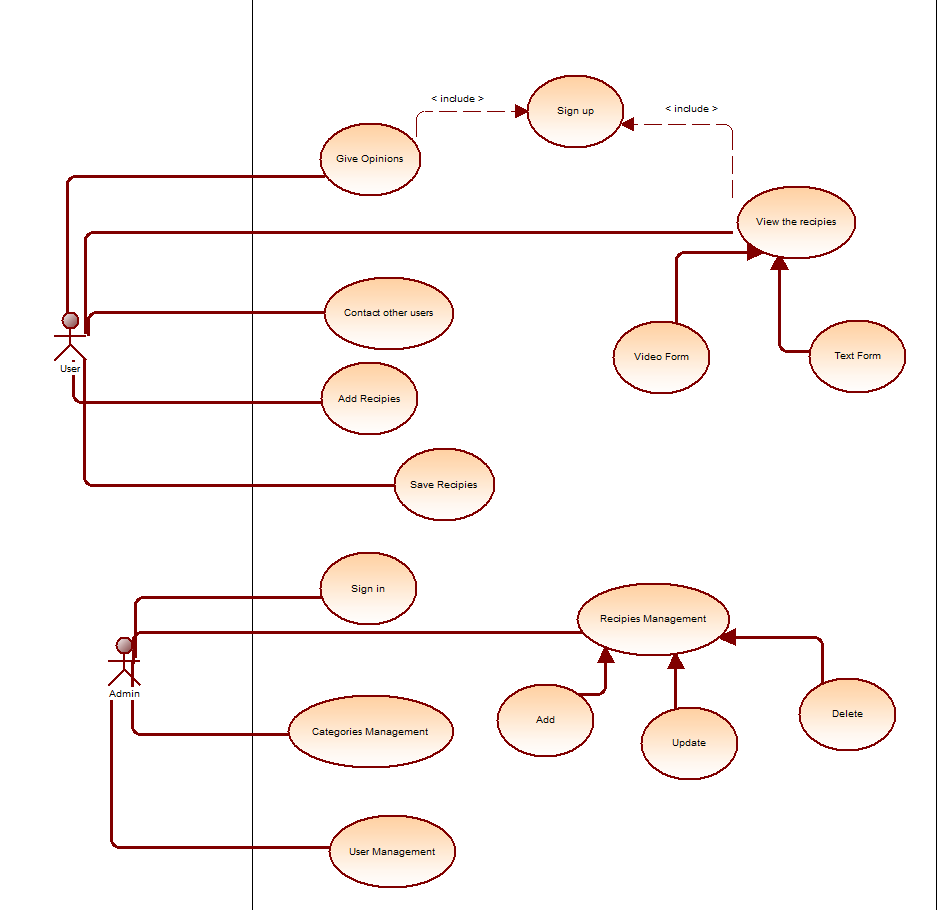 < include >
Sign up
< include >
Give Opinions
View the recipies
Contact other users
Video Form
Text Form
User
Add Recipies
Save Recipies
Sign in
Recipies Management
Admin
Add
Delete
Categories Management
Update
User Management